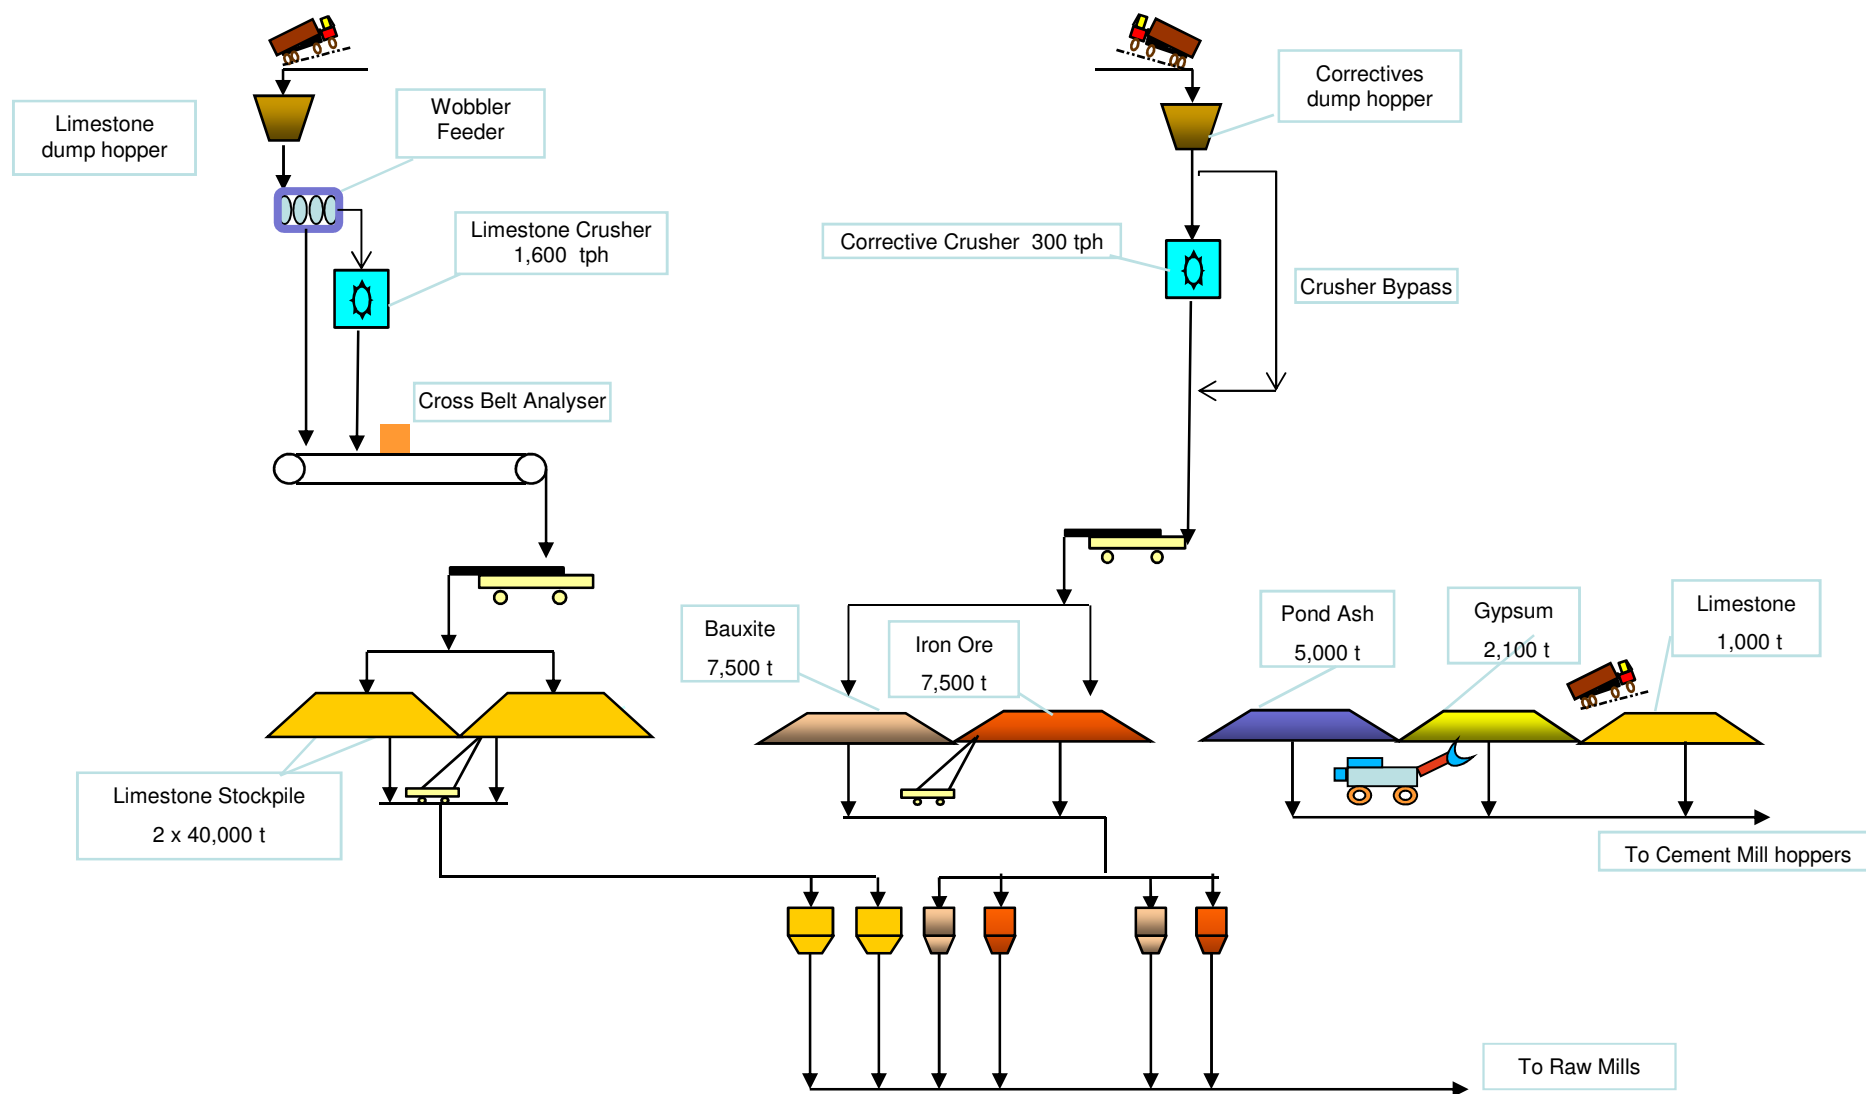 Limestone
dump hopper
Wobbler
Feeder
Limestone Crusher
1,600 tph
Cross Belt Analyser
Correctives
dump hopper
Corrective Crusher 300 tph
Crusher Bypass
Bauxite
7,500 t
Iron Ore
7,500 t
Pond Ash
5,000 t
Gypsum
2,100 t
Limestone
1,000 t
Limestone Stockpile
2 x 40,000 t
To Cement Mill hoppers
To Raw Mills